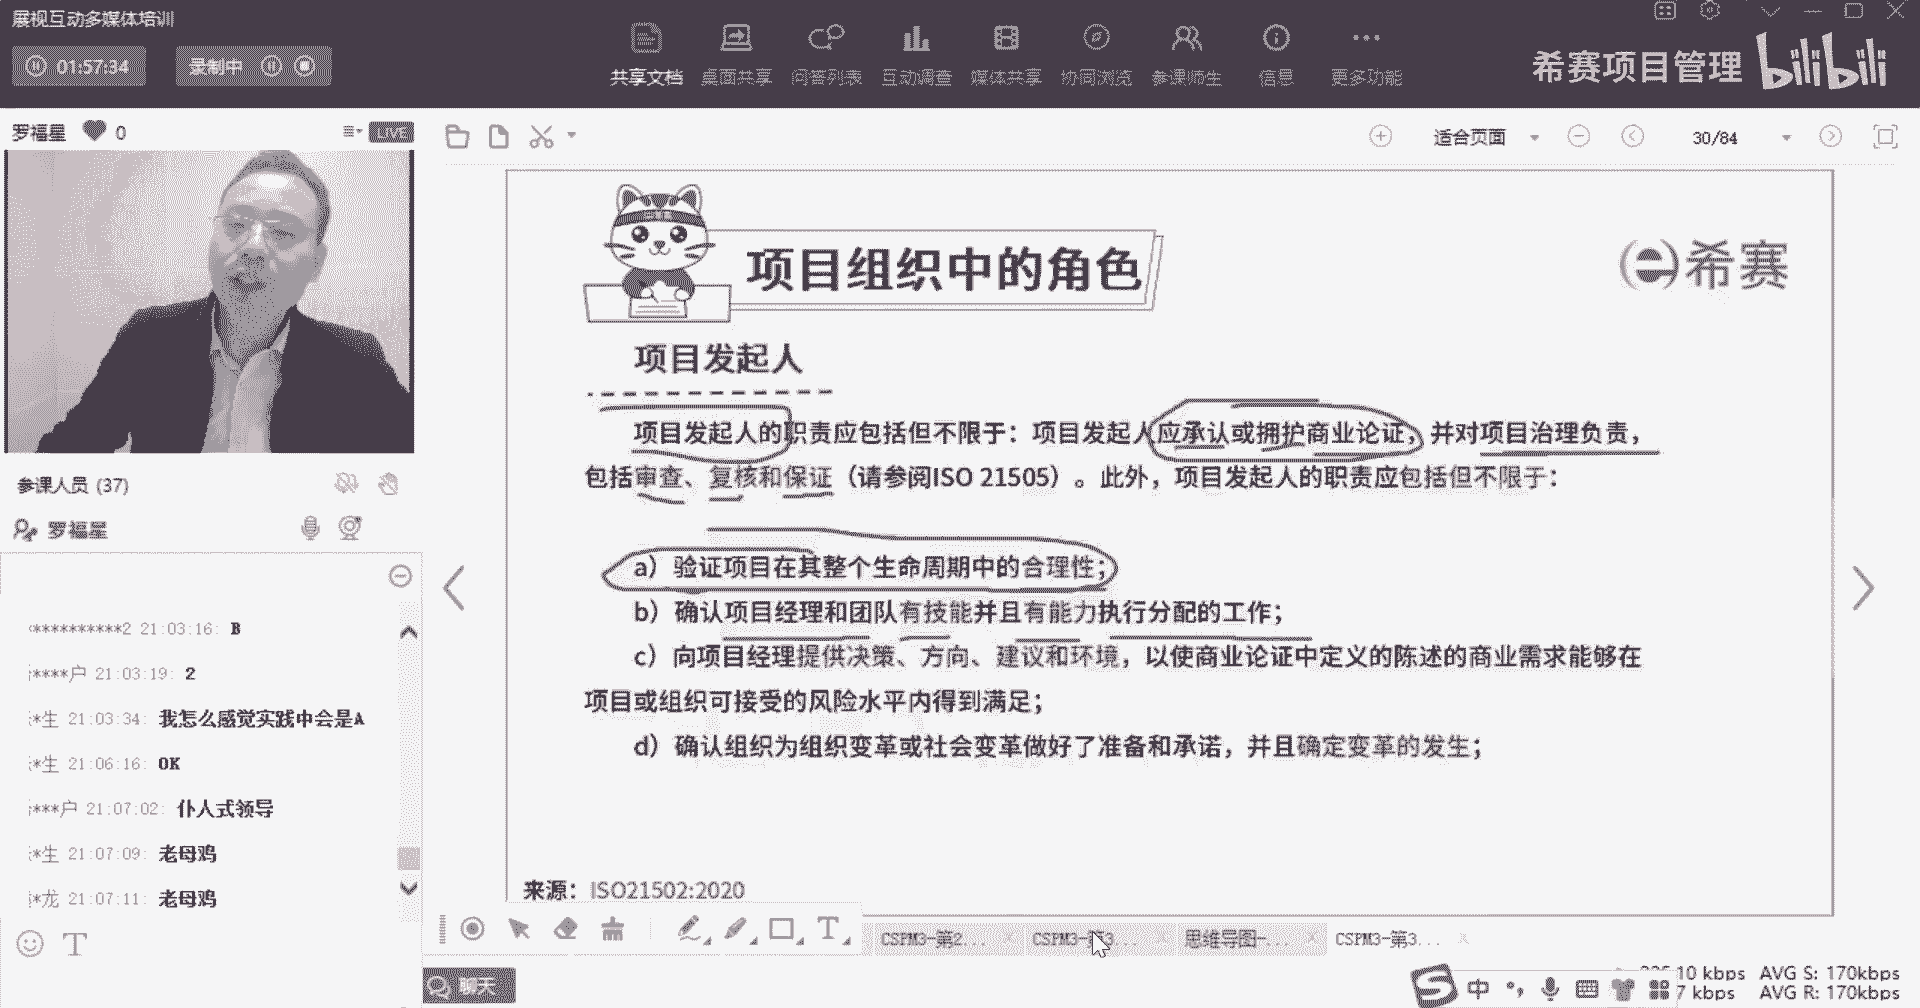 展视互动多媒体培训
01:57:34
录制中
共享文档
桌面共享
问答列表
互动调查
媒体共享
协同浏览
参课师生
信息
更多功能
希赛项目管理
bilibili
罗福星
0
LIVE
适合页面
30/84
参课人员 (37)
罗福星
**********2 21:03:16: B
****户 21:03:19: 2
*生 21:03:34: 我怎么感觉实践中会是A
*生 21:06:16: OK
***户 21:07:02: 仆人式领导
*生 21:07:09: 老母鸡
*龙 21:07:11: 老母鸡
T
聊天
项目组织中的角色
希赛
项目发起人
项目发起人的职责应包括但不限于：项目发起人应承认或拥护商业论证，并对项目治理负责，
包括审查、复核和保证（请参阅ISO 21505）。此外，项目发起人的职责应包括但不限于：
a）验证项目在其整个生命周期中的合理性；
b）确认项目经理和团队有技能并且有能力执行分配的工作；
c）向项目经理提供决策、方向、建议和环境，以使商业论证中定义的陈述的商业需求能够在
项目或组织可接受的风险水平内得到满足；
d）确认组织为组织变革或社会变革做好了准备和承诺，并且确定变革的发生；
来源：ISO21502:2020
T
CSPM3-第2...
CSPM3-第3...
思维导图-...
CSPM3-第3...
10 kbps AVG S: 170kbps
7 kbps AVG R: 170kbps
中